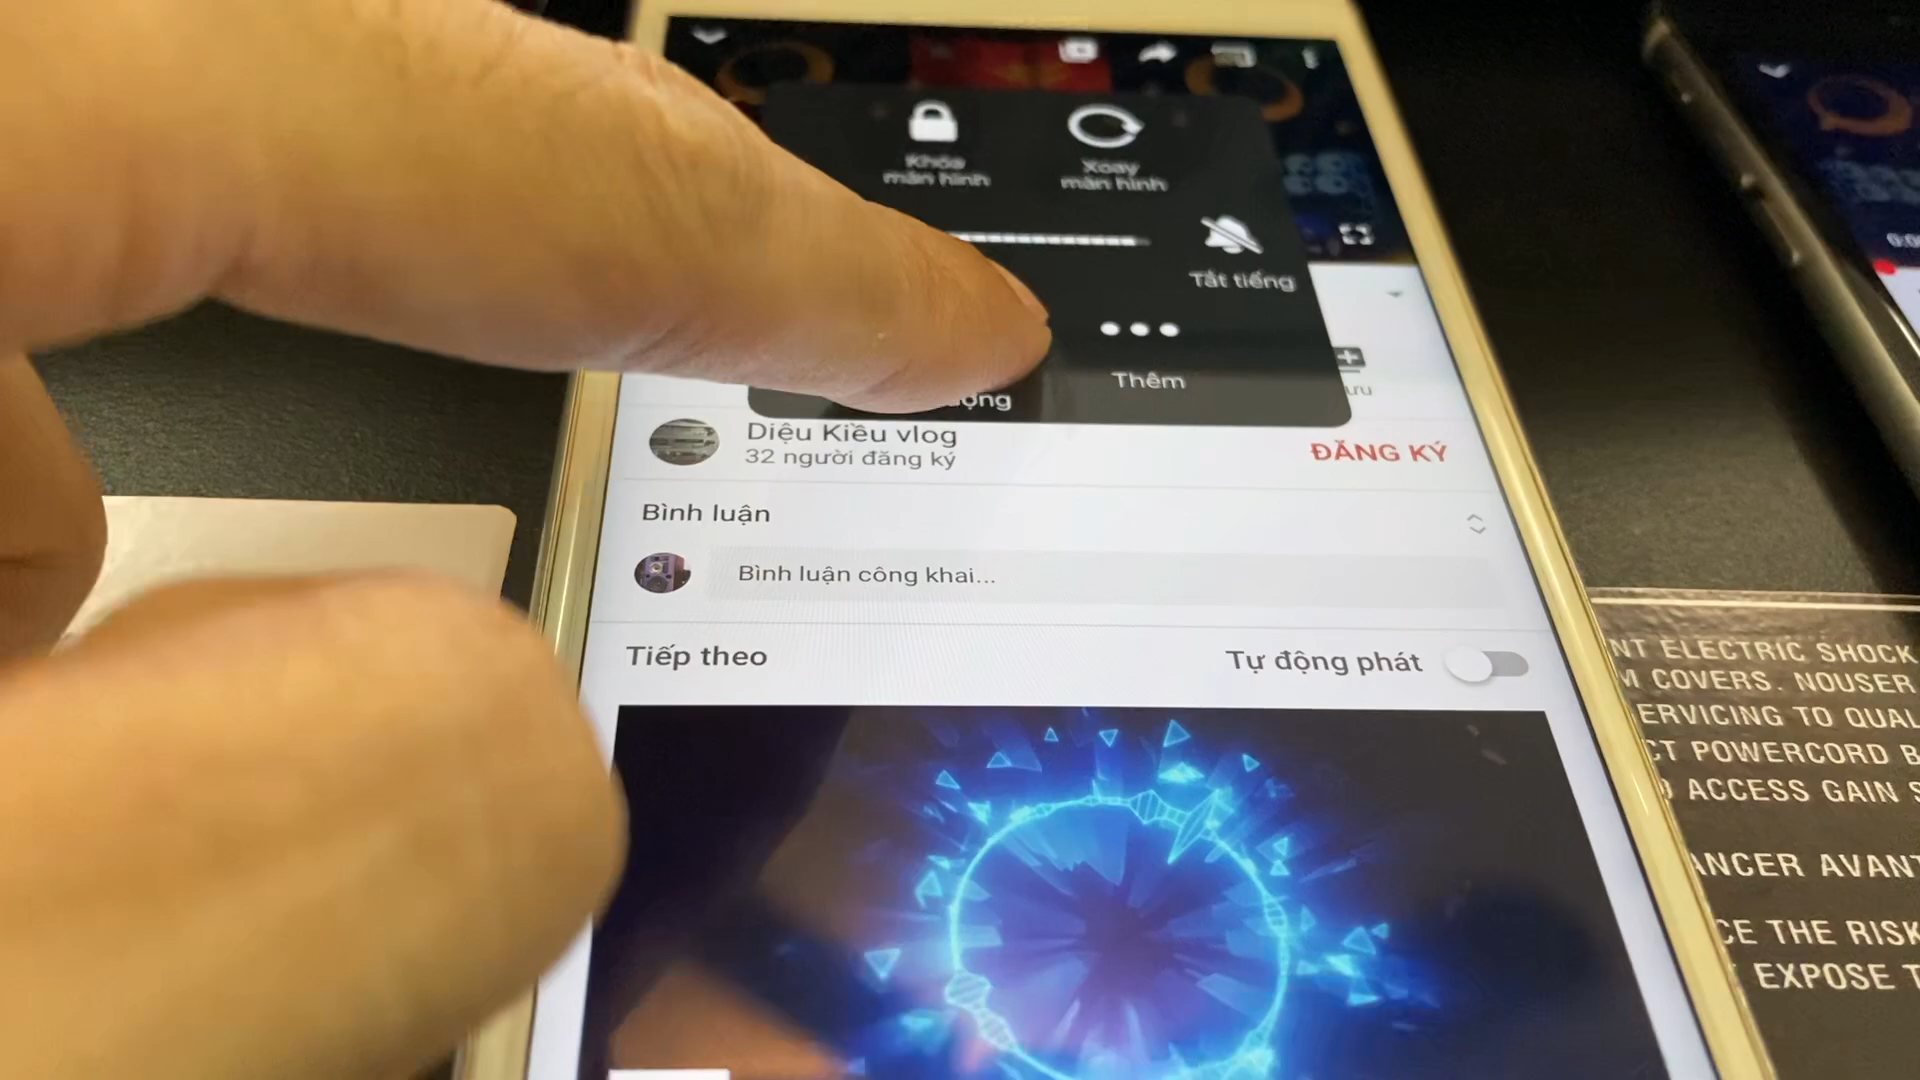 Khóa
màn hình
Xoay
màn hình
Tắt tiếng
Thêm
ượng
Diệu Kiều vlog
32 người đăng ký
ĐĂNG KÝ
Bình luận
Bình luận công khai...
Tiếp theo
Tự động phát
NT ELECTRIC SHOCK
M COVERS. NOUSER
ERVICING TO QUAL
CT POWERCORD B
ACCESS GAIN S
ANCER AVANT
CE THE RISK
EXPOSE T